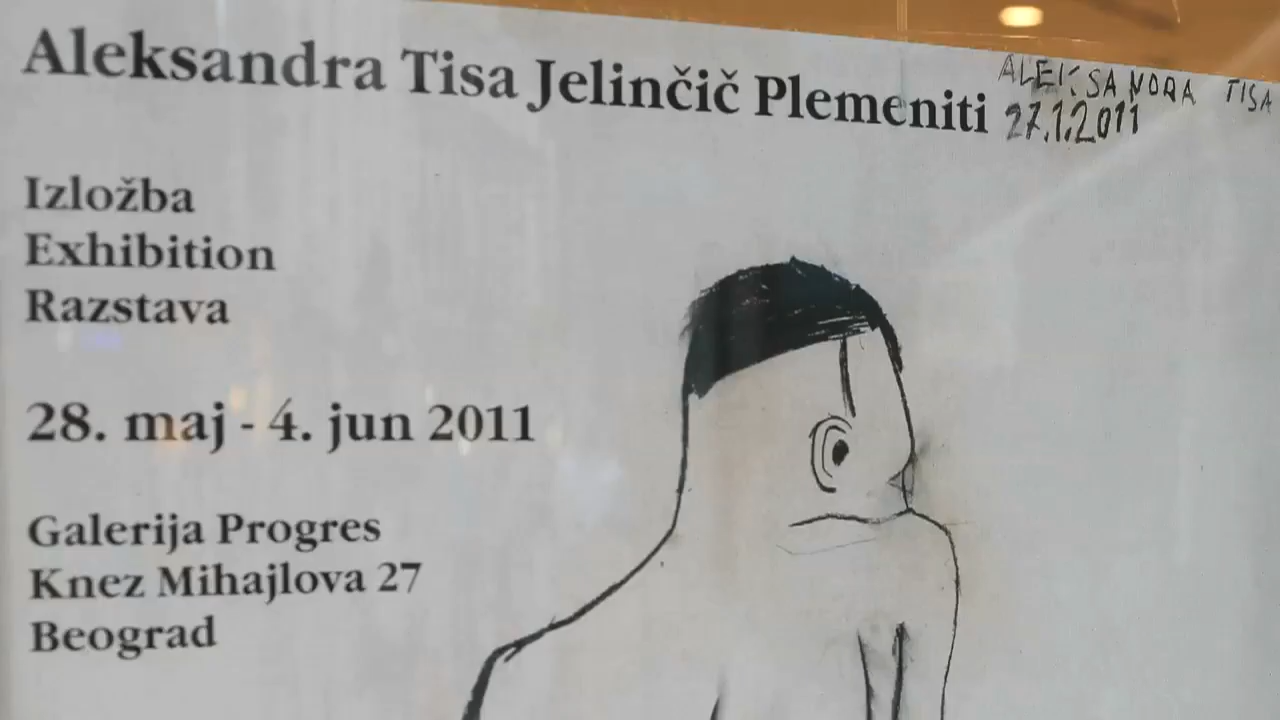 Aleksandra Tisa Jelinčič Plemeniti
ALEKSANDRA TISA
27.1.2011
Izložba
Exhibition
Razstava
28. maj - 4. jun 2011
Galerija Progres
Knez Mihajlova 27
Beograd